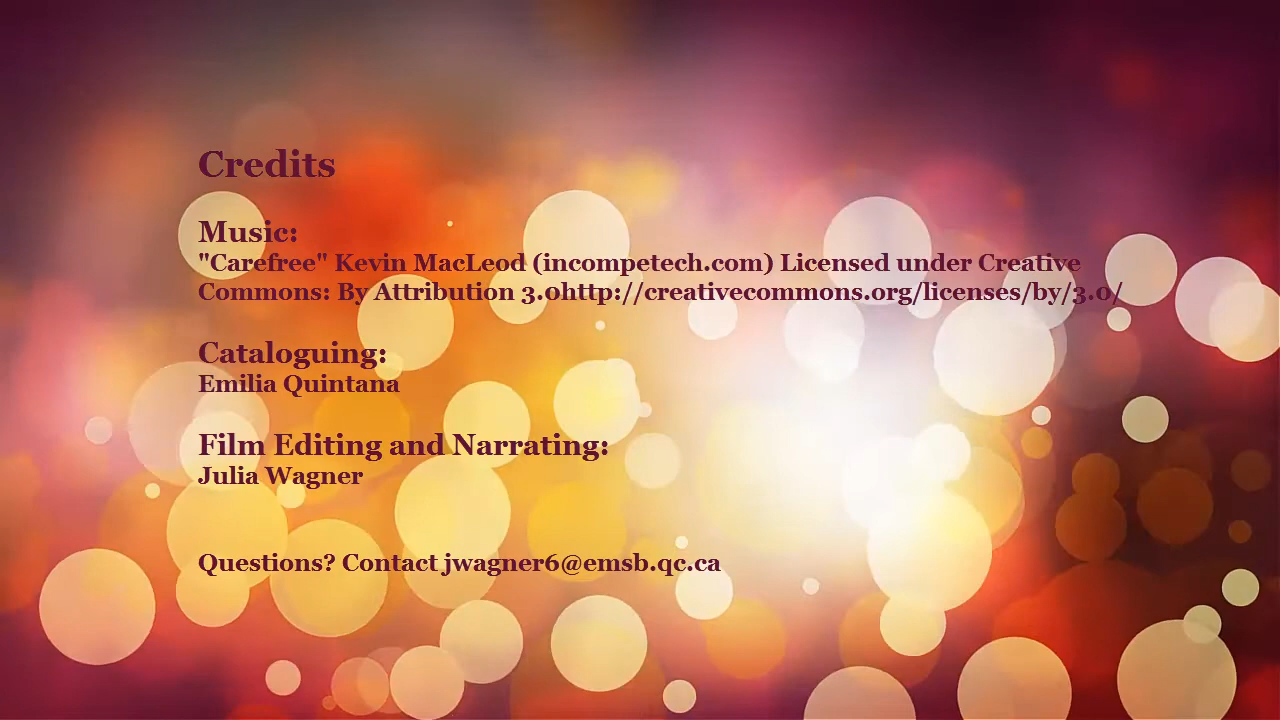 Credits
Music:
"Carefree" Kevin MacLeod (incompetech.com) Licensed under Creative
Commons: By Attribution 3.0http://creativecommons.org/licenses/by/3.0/
Cataloguing:
Emilia Quintana
Film Editing and Narrating:
Julia Wagner
Questions? Contact jwagner6@emsb.qc.ca